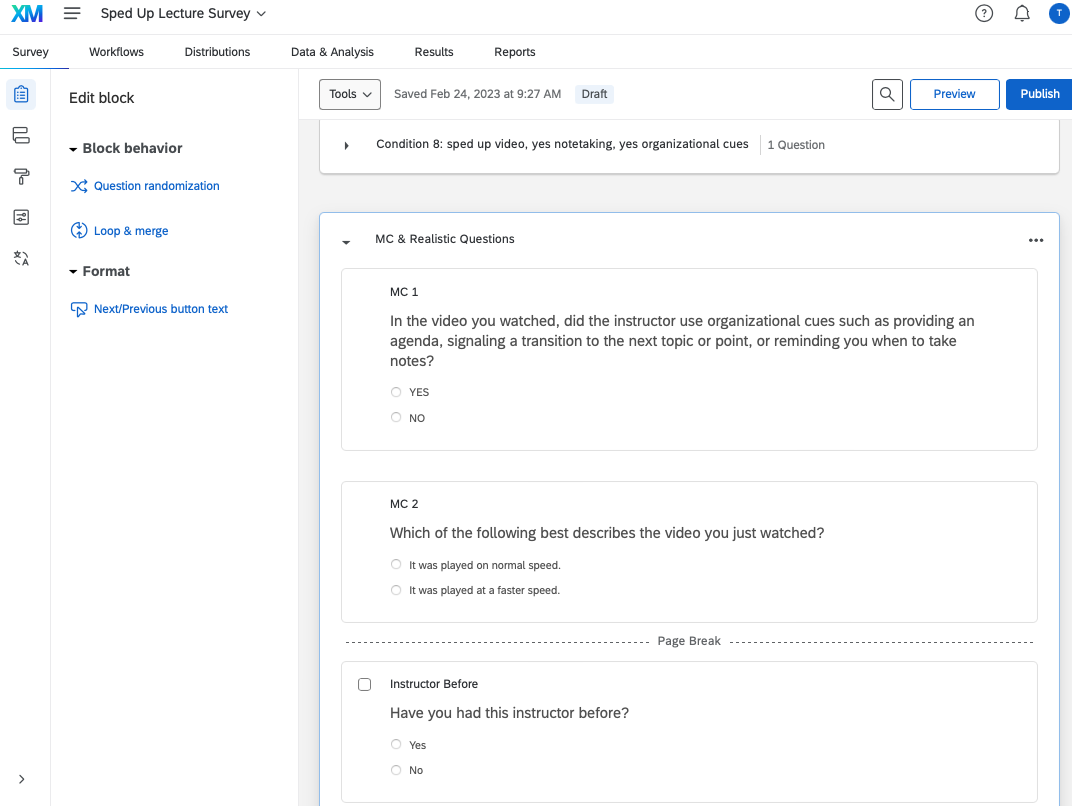 XM Sped Up Lecture Survey ? T
Survey Workflows Distributions Data & Analysis Results Reports
Edit block
Block behavior
Question randomization
Loop & merge
Format
Next/Previous button text
Tools Saved Feb 24, 2023 at 9:27 AM Draft Preview Publish
Condition 8: sped up video, yes notetaking, yes organizational cues 1 Question
MC & Realistic Questions
MC 1
In the video you watched, did the instructor use organizational cues such as providing an
agenda, signaling a transition to the next topic or point, or reminding you when to take
notes?
YES
NO
MC 2
Which of the following best describes the video you just watched?
It was played on normal speed.
It was played at a faster speed.
Page Break
Instructor Before
Have you had this instructor before?
Yes
No